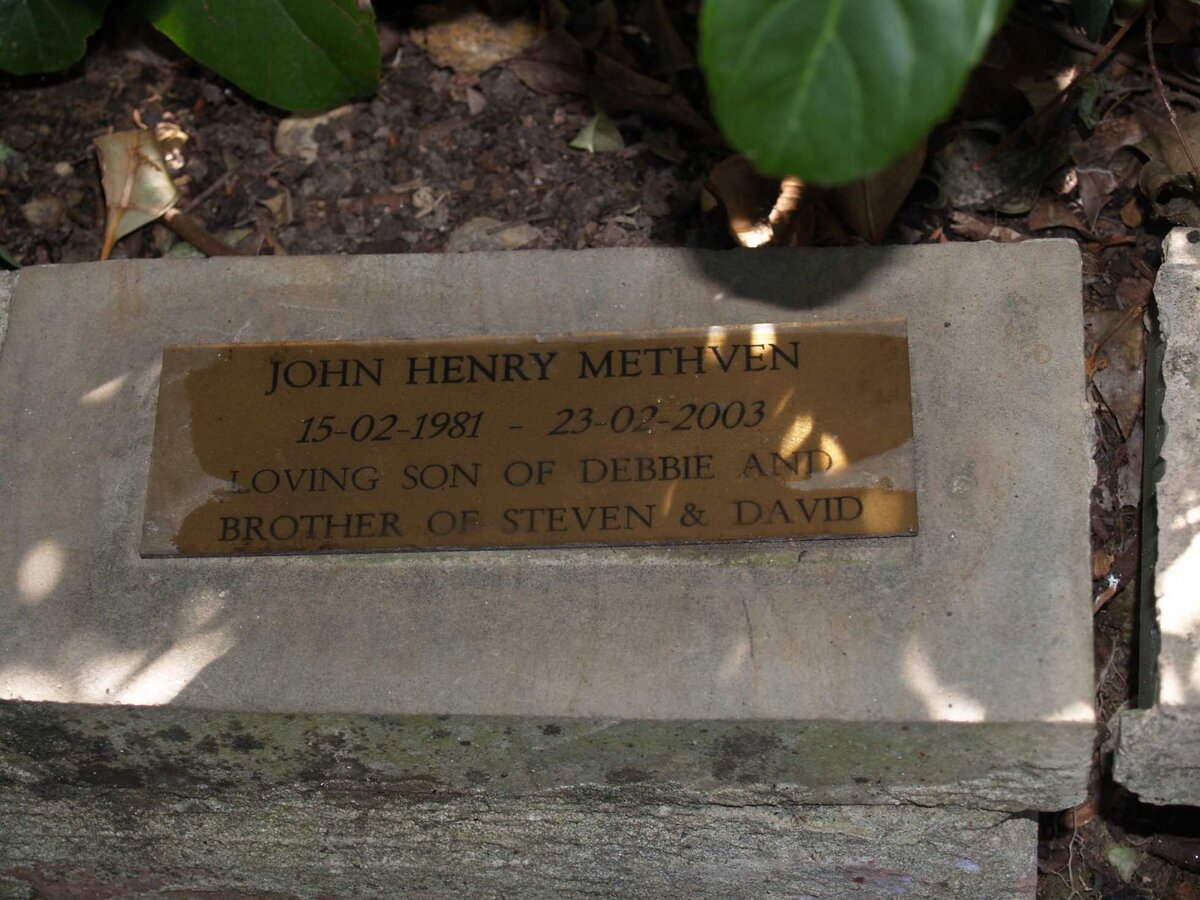 JOHN HENRY METHVEN
15-02-1981 - 23-02-2003
LOVING SON OF DEBBIE AND
BROTHER OF STEVEN & DAVID